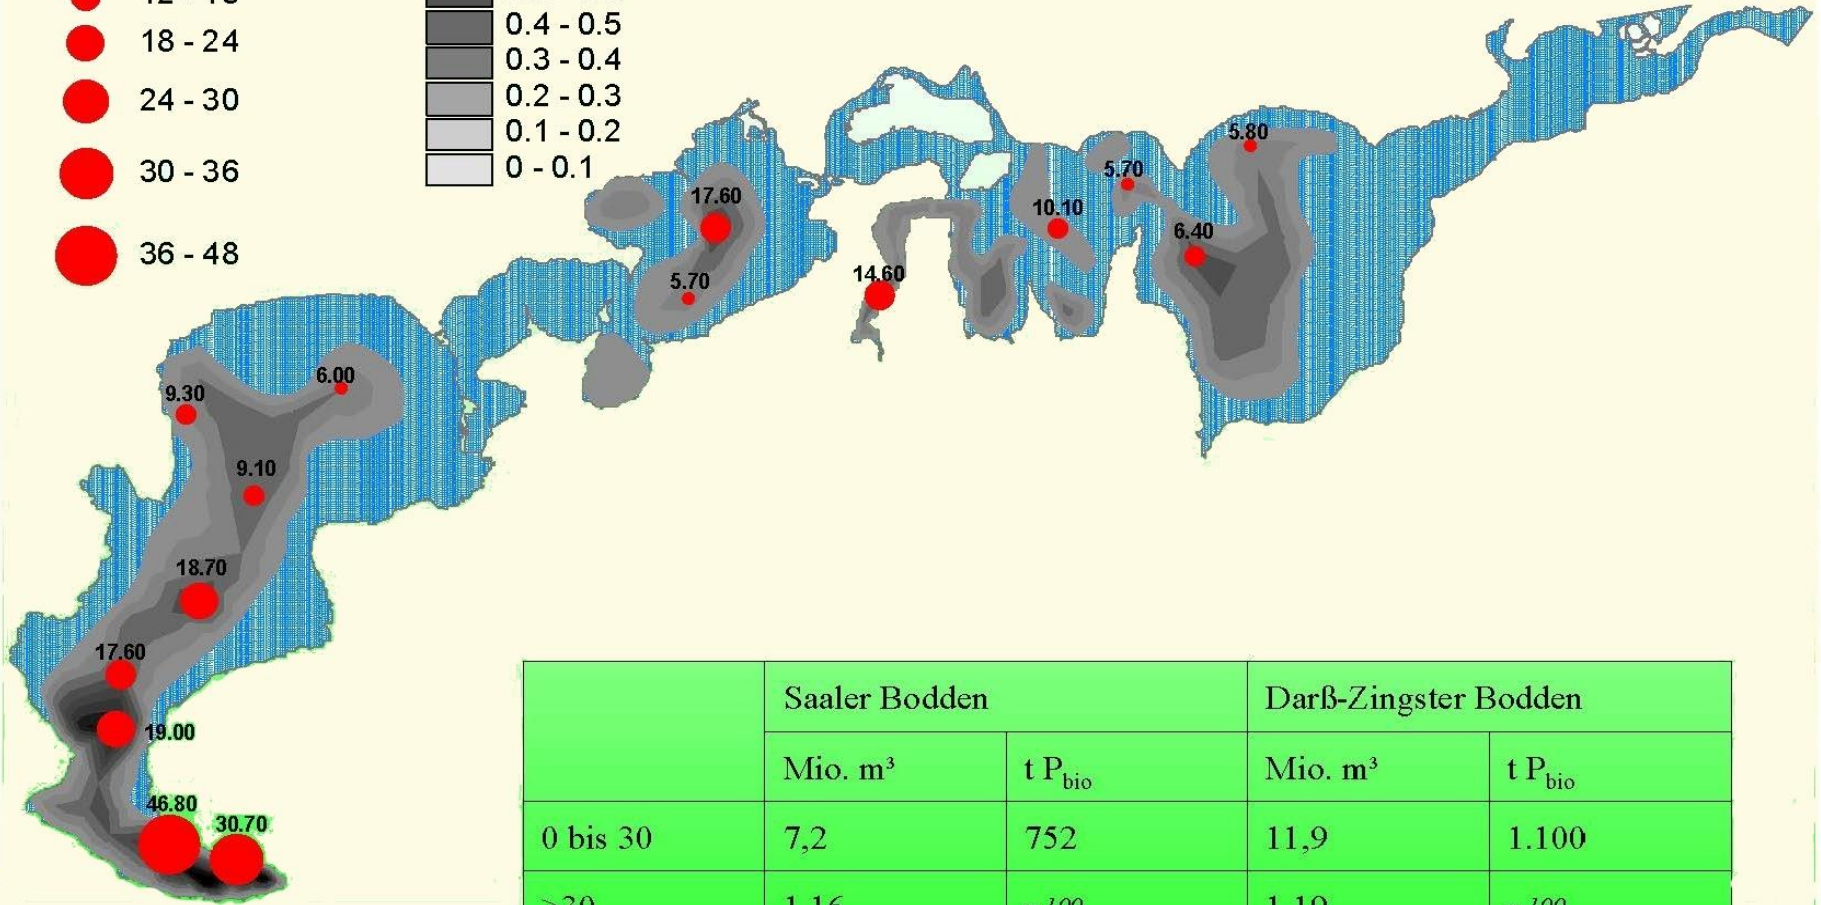 18 - 24
24 - 30
30 - 36
36 - 48
0.4 - 0.5
0.3 - 0.4
0.2 - 0.3
0.1 - 0.2
0 - 0.1
5.80
5.70
17.60
10.10
6.40
14.60
5.70
6.00
9.30
9.10
18.70
17.60
19.00
46.80
30.70
Saaler Bodden Darß-Zingster Bodden
Mio. m³ t Pbio Mio. m³ t Pbio
0 bis 30 7,2 752 11,9 1.100